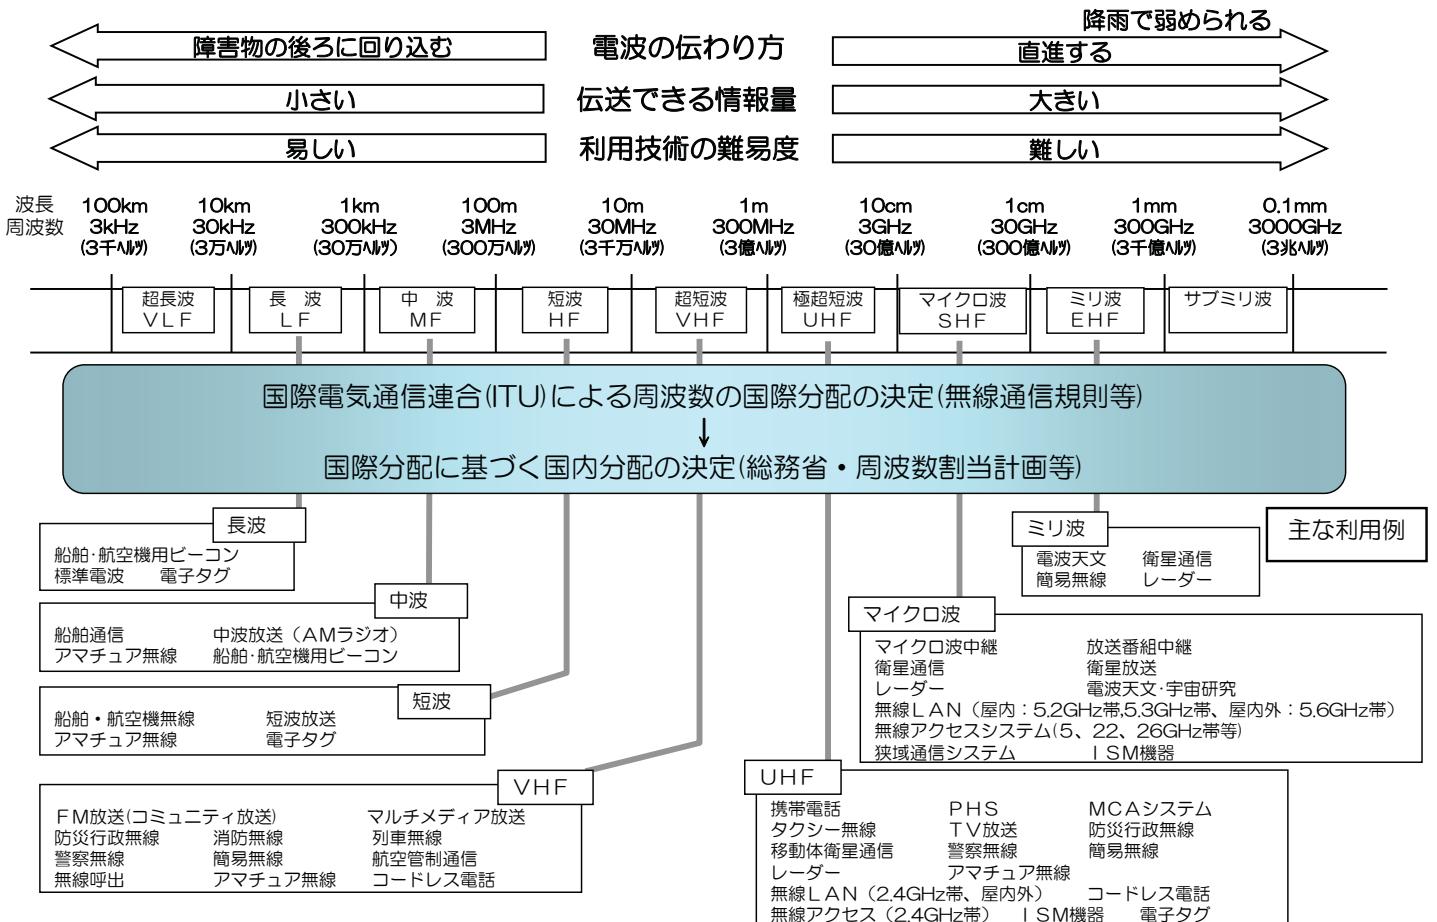 降雨で弱められる
障害物の後ろに回り込む 電波の伝わり方 直進する
小さい 伝送できる情報量 大きい
易しい 利用技術の難易度 難しい
波長 100km 10km 1km 100m 10m 1m 10cm 1cm 1mm 0.1mm
周波数 3kHz 30kHz 300kHz 3MHz 30MHz 300MHz 3GHz 30GHz 300GHz 3000GHz
(3千ﾍﾙﾂ) (3万ﾍﾙﾂ) (30万ﾍﾙﾂ) (300万ﾍﾙﾂ) (3千万ﾍﾙﾂ) (3億ﾍﾙﾂ) (30億ﾍﾙﾂ) (300億ﾍﾙﾂ) (3千億ﾍﾙﾂ) (3兆ﾍﾙﾂ)
超長波 長 波 中 波 短波 超短波 極超短波 マイクロ波 ミリ波 サブミリ波
ＶＬＦ ＬＦ ＭＦ ＨＦ ＶＨＦ ＵＨＦ ＳＨＦ ＥＨＦ
国際電気通信連合(ITU)による周波数の国際分配の決定(無線通信規則等)
↓
国際分配に基づく国内分配の決定(総務省・周波数割当計画等)
主な利用例
長波
船舶･航空機用ビーコン
標準電波 電子タグ
中波
船舶通信 中波放送（ＡＭラジオ）
アマチュア無線 船舶･航空機用ビーコン
短波
船舶・航空機無線 短波放送
アマチュア無線 電子タグ
ＶＨＦ
ＦＭ放送(コミュニティ放送) マルチメディア放送
防災行政無線 消防無線 列車無線
警察無線 簡易無線 航空管制通信
無線呼出 アマチュア無線 コードレス電話
ミリ波
電波天文 衛星通信
簡易無線 レーダー
マイクロ波
マイクロ波中継 放送番組中継
衛星通信 衛星放送
レーダー 電波天文･宇宙研究
無線ＬＡＮ（屋内：5.2GHz帯,5.3GHz帯、屋内外：5.6GHz帯）
無線アクセスシステム(5、22、26GHz帯等)
狭域通信システム ＩＳＭ機器
ＵＨＦ
携帯電話 ＰＨＳ ＭＣＡシステム
タクシー無線 ＴＶ放送 防災行政無線
移動体衛星通信 警察無線 簡易無線
レーダー アマチュア無線
無線ＬＡＮ（2.4GHz帯、屋内外） コードレス電話
無線アクセス（2.4GHz帯） ＩＳＭ機器 電子タグ